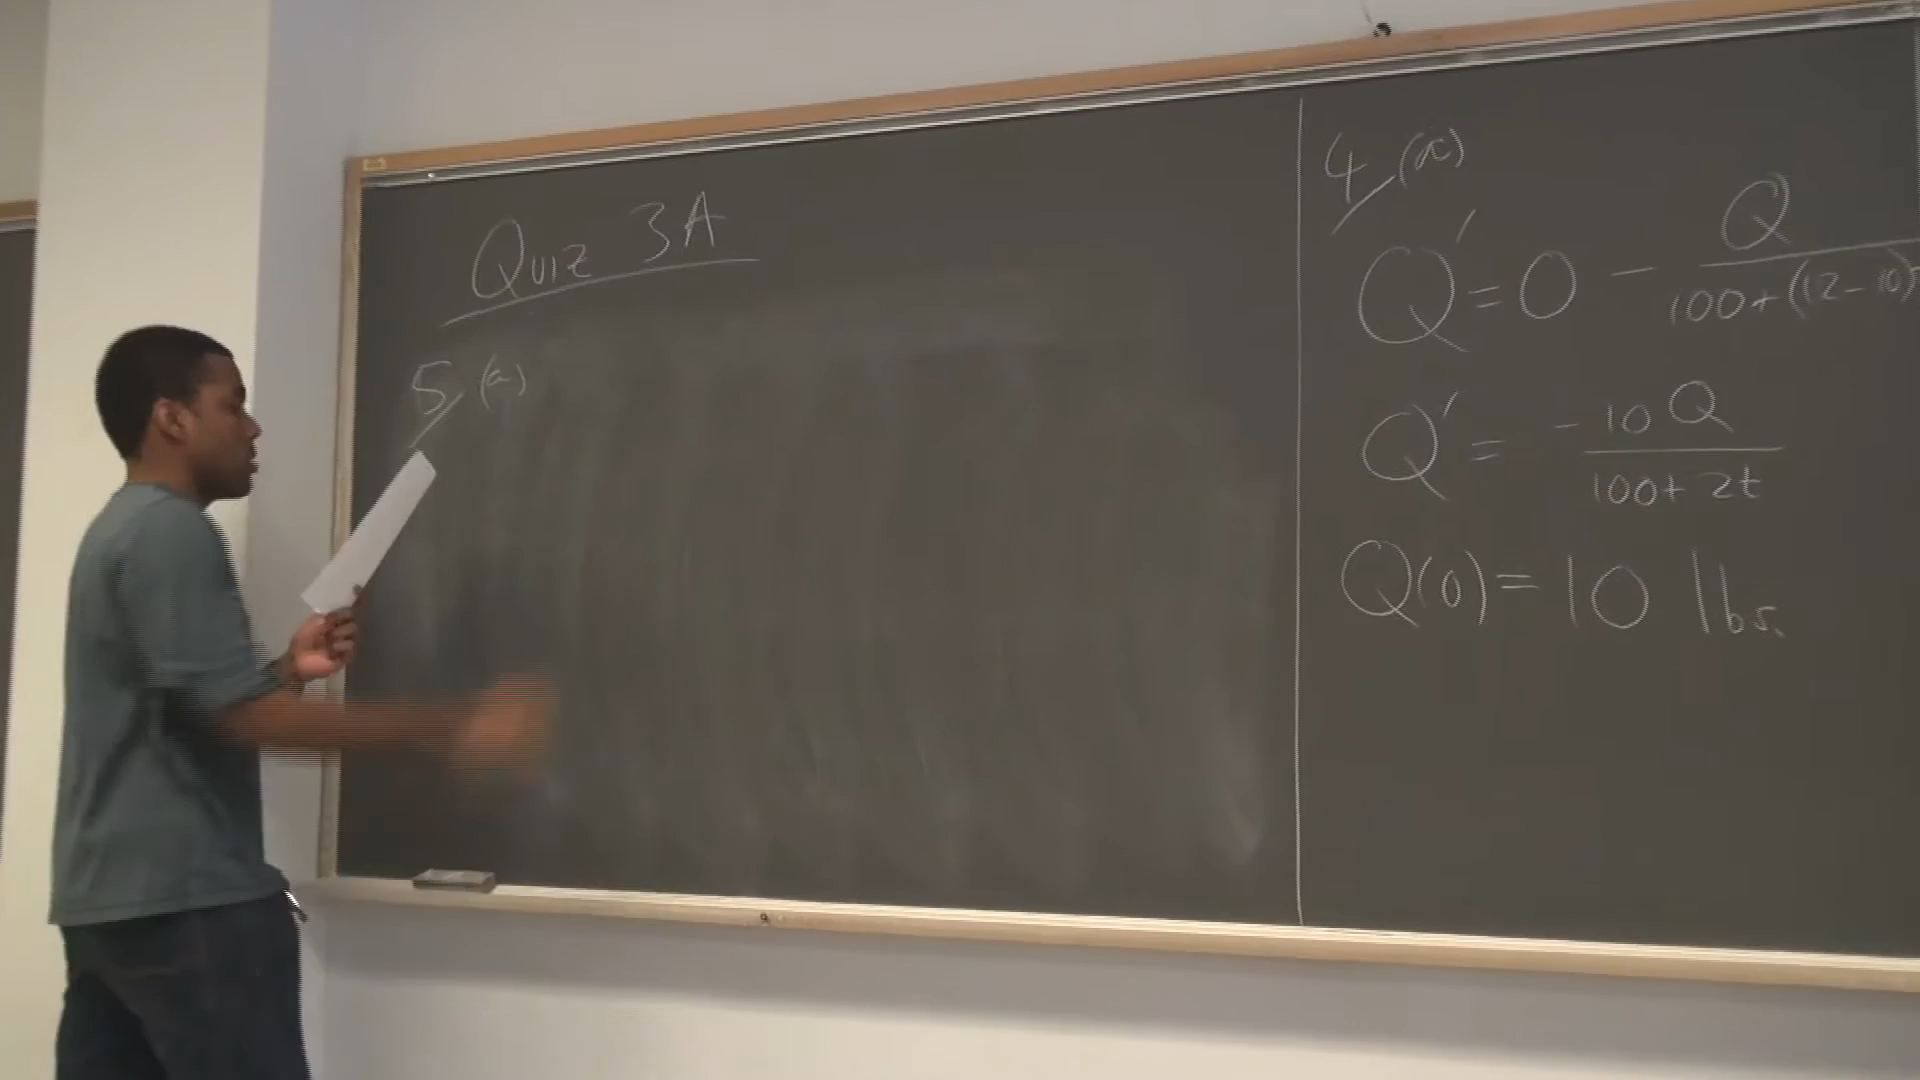 Quiz 3A
5 (a)
4 (a)
Q' = 0 - Q / 100+(12-10)
Q' = -10Q / 100+2t
Q(0) = 10 lbs.